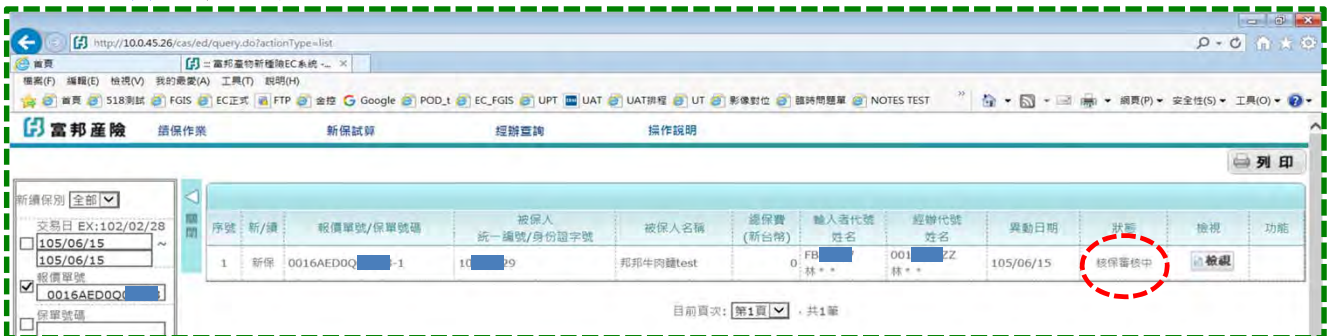 http://10.0.45.26/cas/ed/query.do?actionType=list
首頁 :: 富邦產物新種險EC系統 -... ×
檔案(F) 編輯(E) 檢視(V) 我的最愛(A) 工具(T) 說明(H)
首頁 518測試 FGIS EC正式 FTP 金控 Google POD_t EC_FGIS UPT UAT UAT排程 UT 影像對位 臨時問題單 NOTES TEST » 網頁(P) 安全性(S) 工具(O)
富邦產險 續保作業 新保試算 經辦查詢 操作說明
列印
新續保別 全部
交易日 EX:102/02/28
105/06/15 ~
105/06/15
報價單號
0016AED0Q0
保單號碼
關閉
序號 新/續 報價單號/保單號碼 被保人 統一編號/身份證字號 被保人名稱 總保費 (新台幣) 輸入者代號 姓名 經辦代號 姓名 異動日期 狀態 檢視 功能
1 新保 0016AED0Q -1 10 29 邦邦牛肉麵test 0 FB 林** 001 ZZ 林** 105/06/15 核保審核中 檢視
目前頁次: 第1頁 , 共1筆